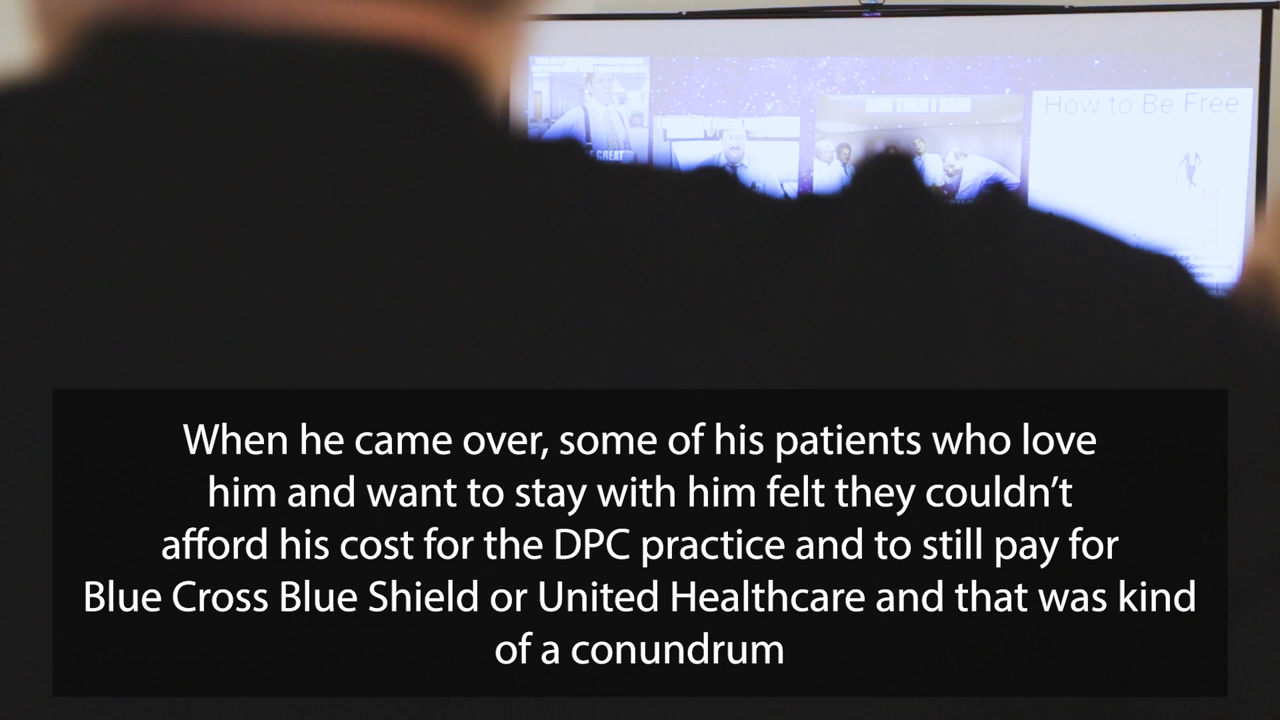 GREAT
How to Be Free
When he came over, some of his patients who love
him and want to stay with him felt they couldn’t
afford his cost for the DPC practice and to still pay for
Blue Cross Blue Shield or United Healthcare and that was kind
of a conundrum